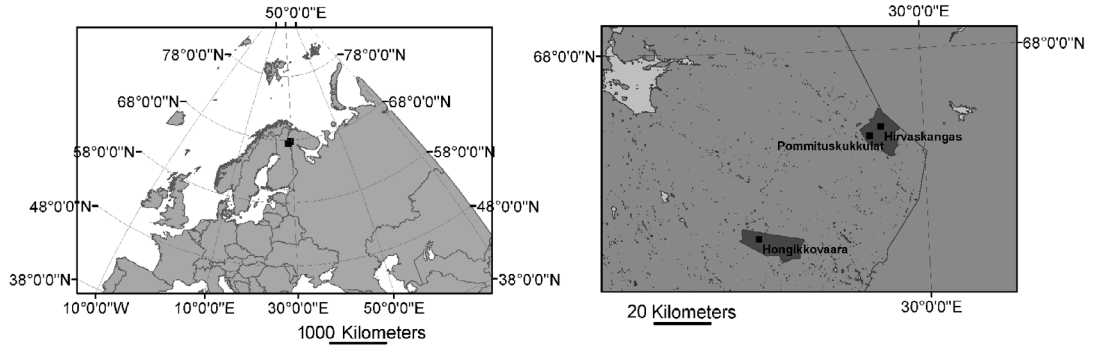 50°0'0"E
78°0'0"N
78°0'0"N
68°0'0"N
68°0'0"N
58°0'0"N
58°0'0"N
48°0'0"N
48°0'0"N
38°0'0"N
38°0'0"N
10°0'0"W
10°0'0"E
30°0'0"E
50°0'0"E
1000 Kilometers
30°0'0"E
68°0'0"N
68°0'0"N
Hirvaskangas
Pommituskukkulat
Hongikkovaara
30°0'0"E
20 Kilometers